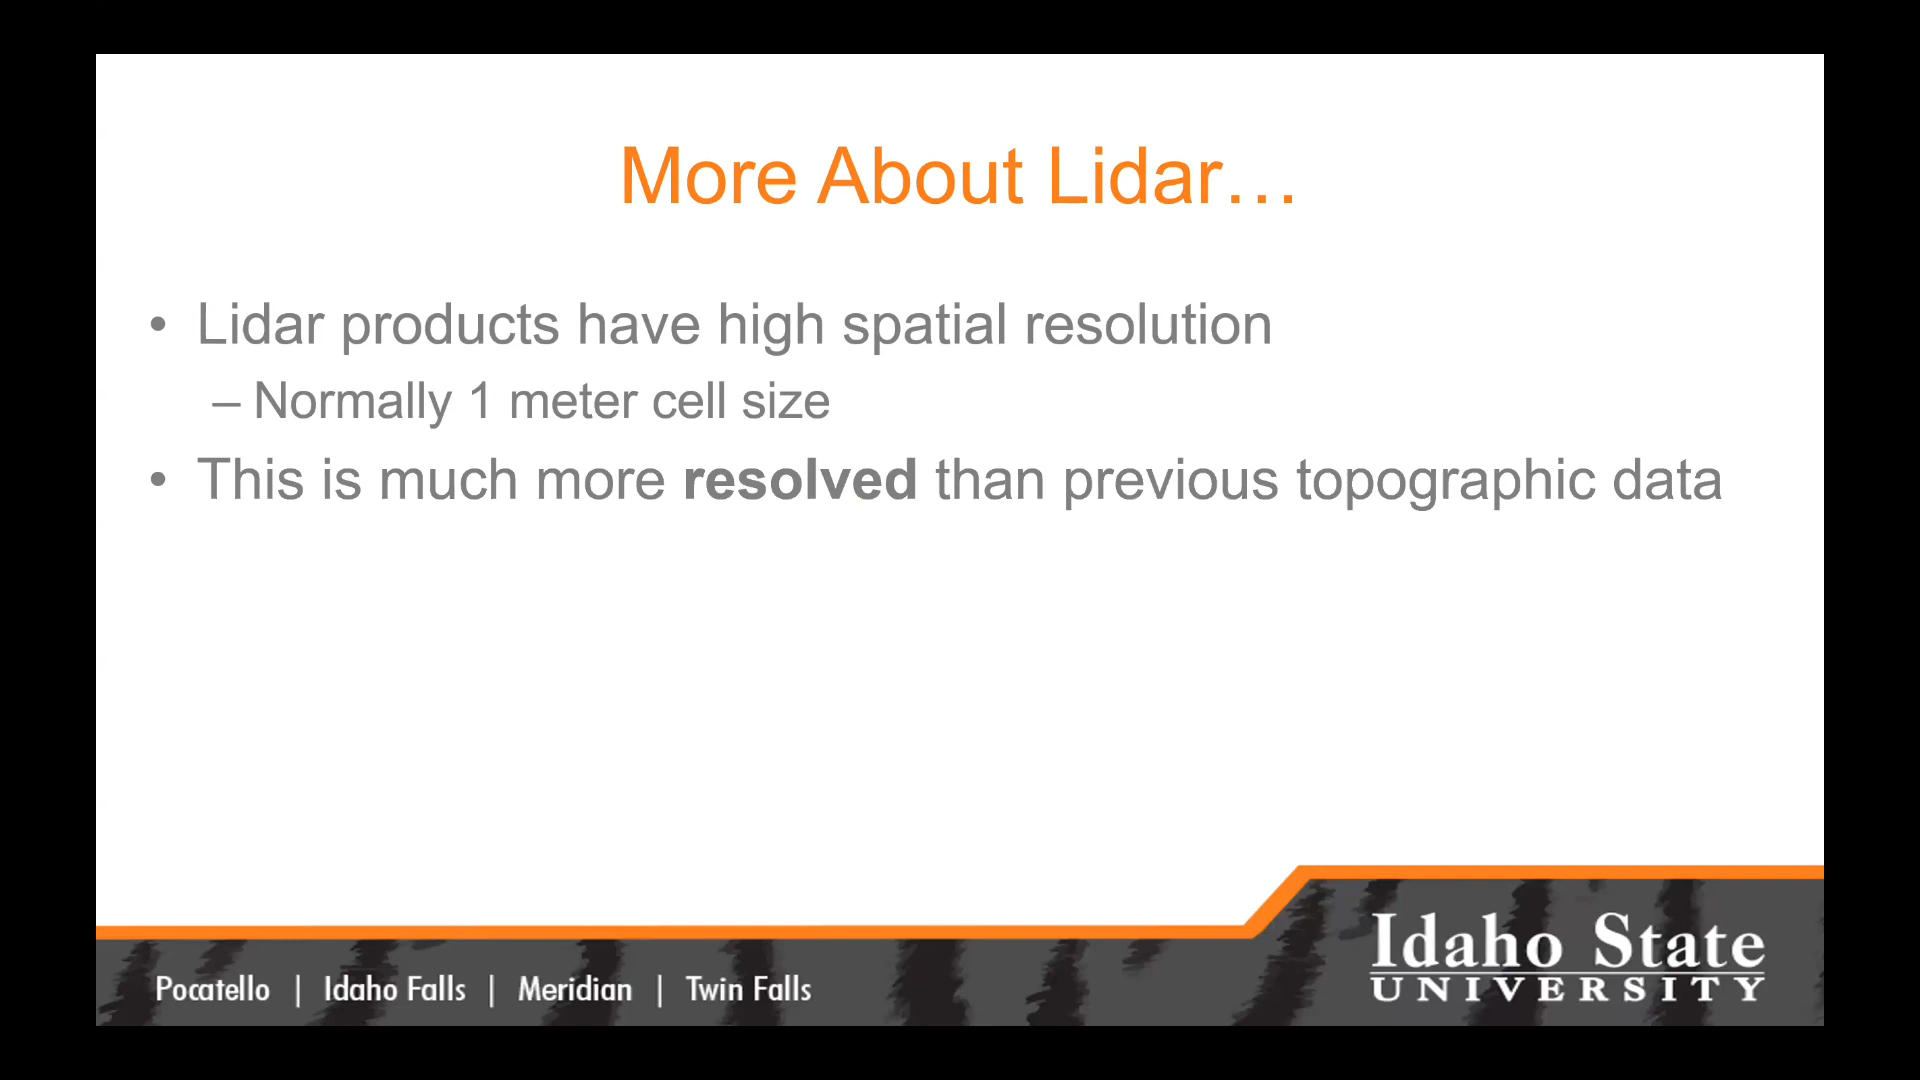 More About Lidar…
• Lidar products have high spatial resolution
– Normally 1 meter cell size
• This is much more resolved than previous topographic data
Pocatello | Idaho Falls | Meridian | Twin Falls
Idaho State
UNIVERSITY